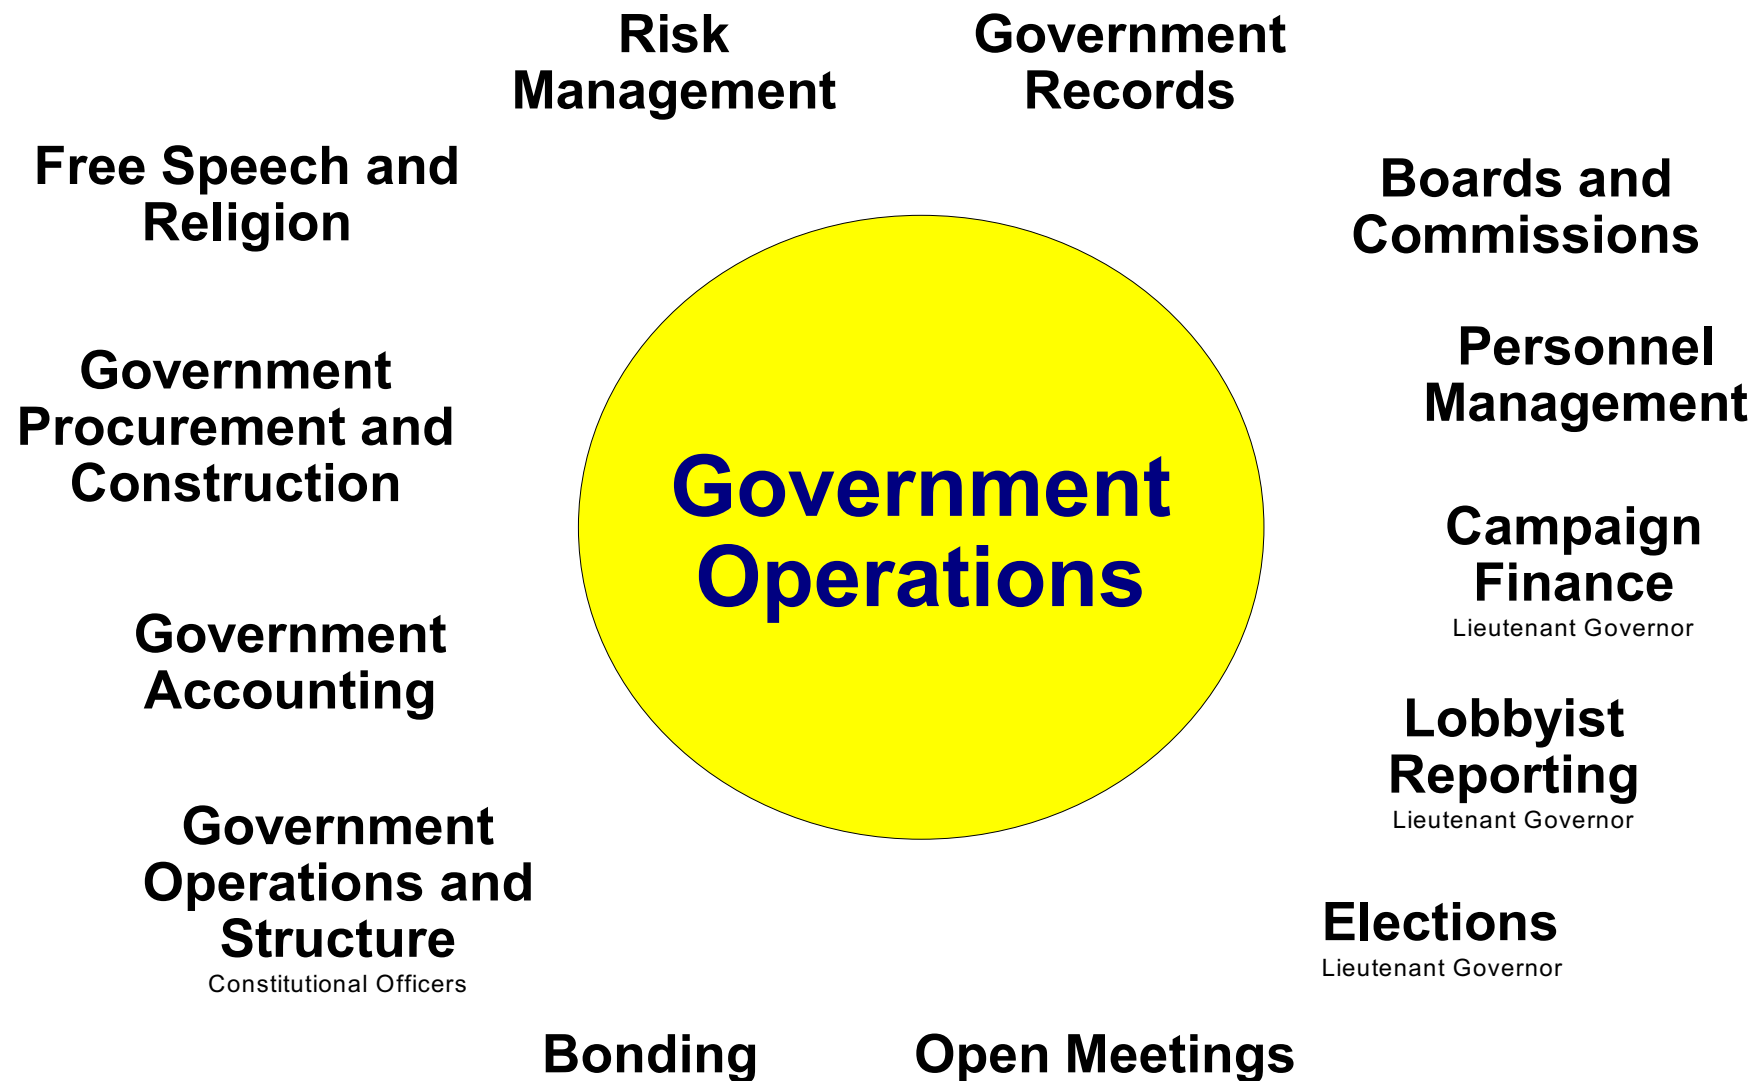 Risk
Management
Government
Records
Free Speech and
Religion
Boards and
Commissions
Government
Procurement and
Construction
Personnel
Management
Government
Operations
Campaign
Finance
Lieutenant Governor
Government
Accounting
Lobbyist
Reporting
Lieutenant Governor
Government
Operations and
Structure
Constitutional Officers
Elections
Lieutenant Governor
Bonding
Open Meetings